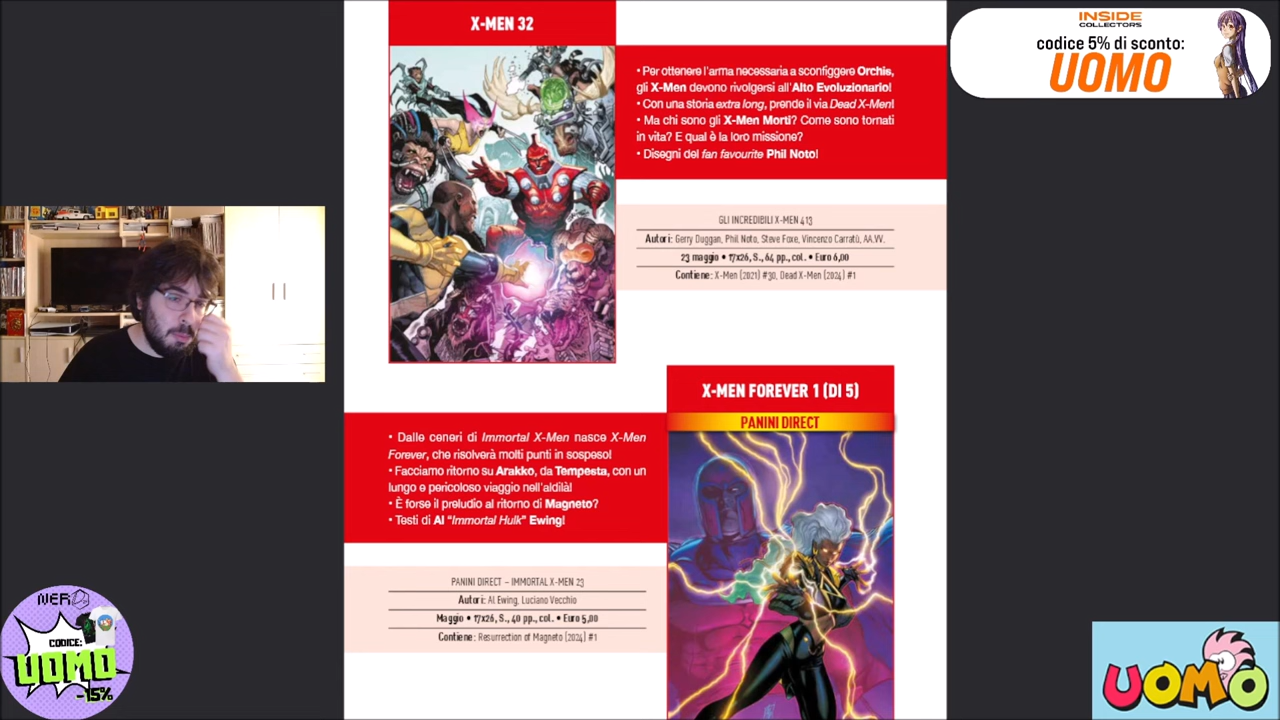 X-MEN 32
• Per ottenere l'arma necessaria a sconfiggere Orchis,
gli X-Men devono rivolgersi all'Alto Evoluzionario!
• Con una storia extra long, prende il via Dead X-Men!
• Ma chi sono gli X-Men Morti? Come sono tornati
in vita? E qual è la loro missione?
• Disegni del fan favourite Phil Noto!
GLI INCREDIBILI X-MEN 413
Autori: Gerry Duggan, Phil Noto, Steve Foxe, Vincenzo Carratù, AA.VV.
23 maggio • 17x26, S., 64 pp., col. • Euro 6,00
Contiene: X-Men (2021) #30, Dead X-Men (2024) #1
X-MEN FOREVER 1 (DI 5)
PANINI DIRECT
• Dalle ceneri di Immortal X-Men nasce X-Men
Forever, che risolverà molti punti in sospeso!
• Facciamo ritorno su Arakko, da Tempesta, con un
lungo e pericoloso viaggio nell'aldilà!
• È forse il preludio al ritorno di Magneto?
• Testi di Al "Immortal Hulk" Ewing!
PANINI DIRECT – IMMORTAL X-MEN 23
Autori: Al Ewing, Luciano Vecchio
Maggio • 17x26, S., 40 pp., col. • Euro 5,00
Contiene: Resurrection of Magneto (2024) #1
INSIDE
COLLECTORS
codice 5% di sconto:
UOMO
NERD
CODICE:
UOMO
-15%
UOMO